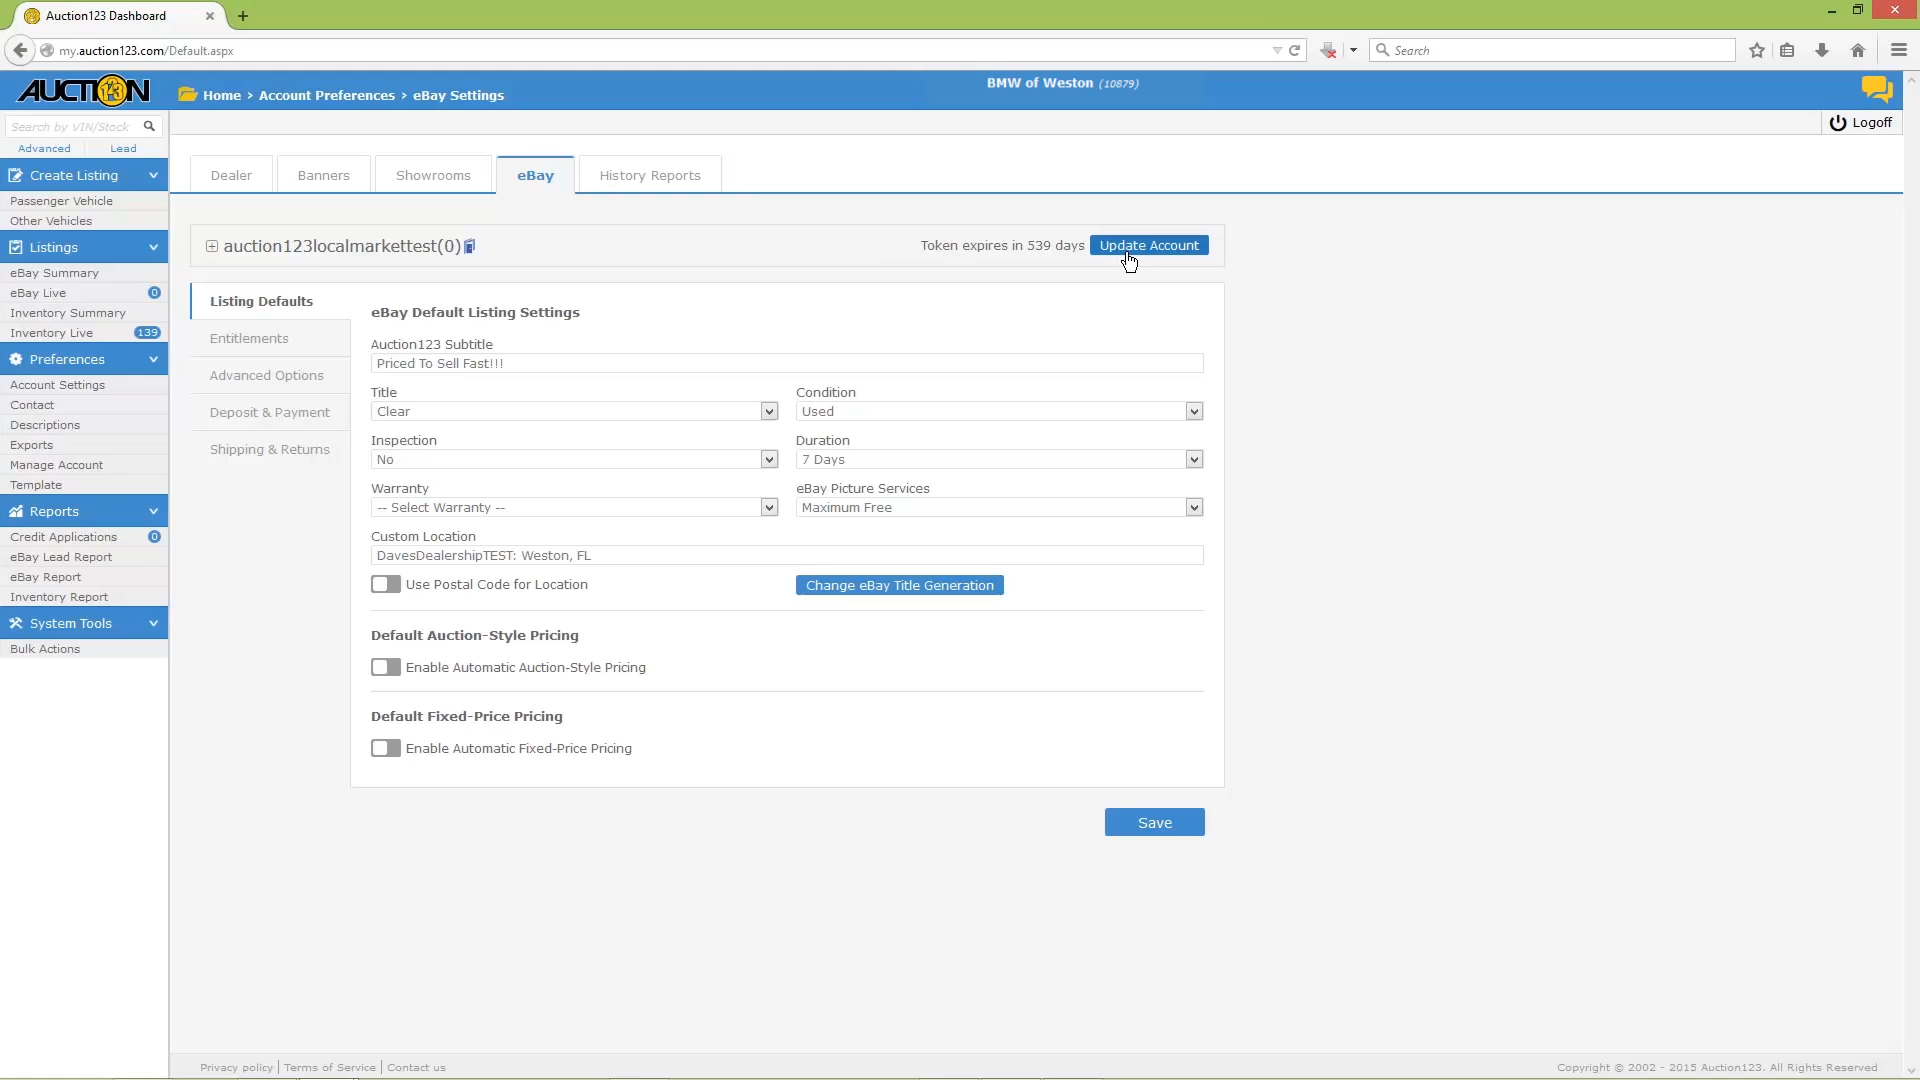 Auction123 Dashboard
my.auction123.com/Default.aspx
Search
AUCTI123N
Home > Account Preferences > eBay Settings
BMW of Weston (10879)
Logoff
Search by VIN/Stock
Advanced
Lead
Create Listing
Passenger Vehicle
Other Vehicles
Listings
eBay Summary
eBay Live 0
Inventory Summary
Inventory Live 139
Preferences
Account Settings
Contact
Descriptions
Exports
Manage Account
Template
Reports
Credit Applications 0
eBay Lead Report
eBay Report
Inventory Report
System Tools
Bulk Actions
Dealer
Banners
Showrooms
eBay
History Reports
auction123localmarkettest(0)
Token expires in 539 days
Update Account
Listing Defaults
Entitlements
Advanced Options
Deposit & Payment
Shipping & Returns
eBay Default Listing Settings
Auction123 Subtitle
Priced To Sell Fast!!!
Title
Clear
Condition
Used
Inspection
No
Duration
7 Days
Warranty
-- Select Warranty --
eBay Picture Services
Maximum Free
Custom Location
DavesDealershipTEST: Weston, FL
Use Postal Code for Location
Change eBay Title Generation
Default Auction-Style Pricing
Enable Automatic Auction-Style Pricing
Default Fixed-Price Pricing
Enable Automatic Fixed-Price Pricing
Save
Privacy policy | Terms of Service | Contact us
Copyright © 2002 - 2015 Auction123. All Rights Reserved